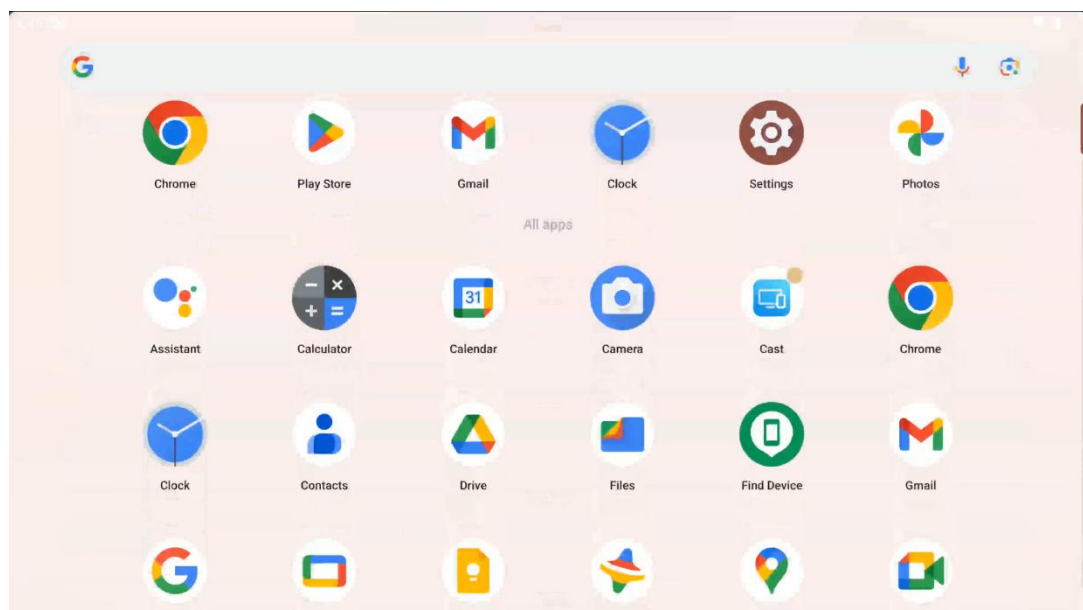 Chrome
Play Store
Gmail
Clock
Settings
Photos
All apps
31
Assistant
Calculator
Calendar
Camera
Cast
Chrome
Clock
Contacts
Drive
Files
Find Device
Gmail